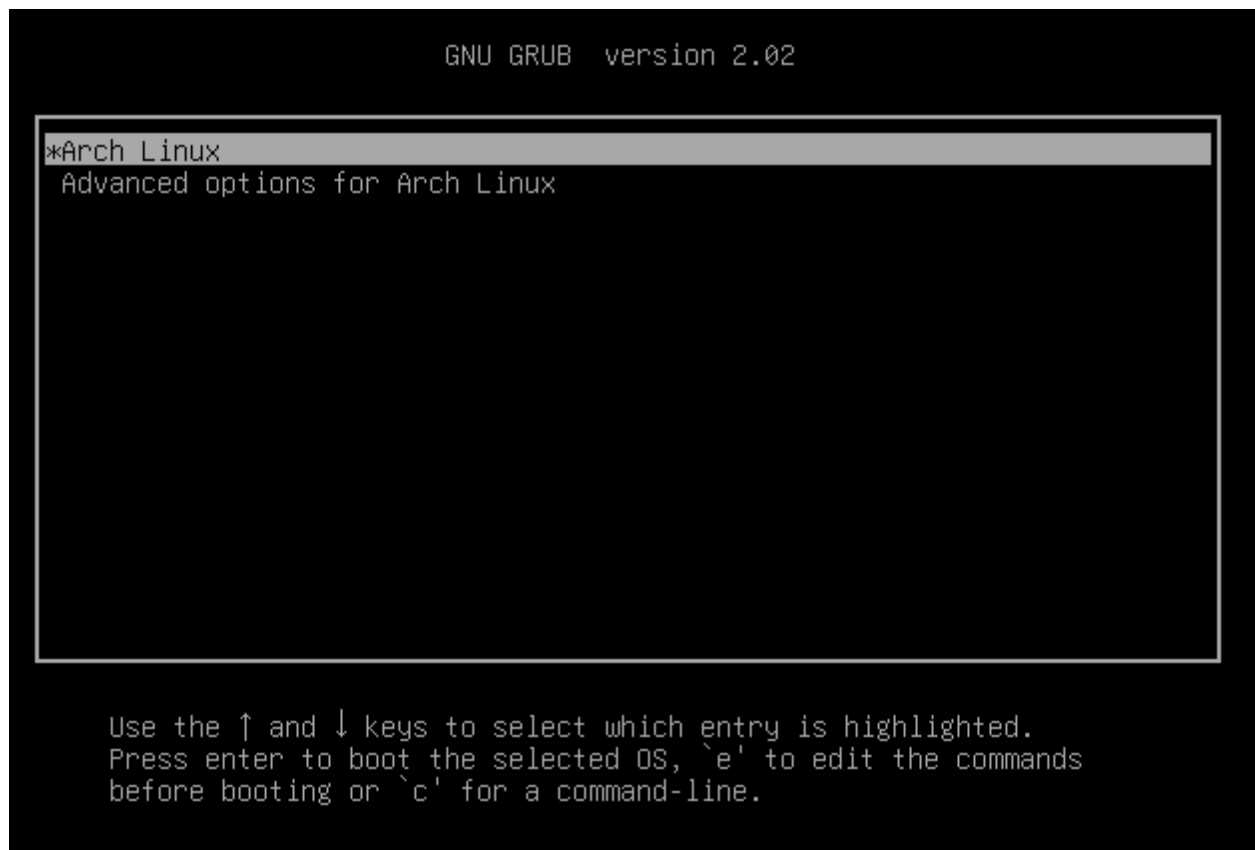 GNU GRUB  version 2.02
*Arch Linux
Advanced options for Arch Linux
Use the ↑ and ↓ keys to select which entry is highlighted.
Press enter to boot the selected OS, `e' to edit the commands
before booting or `c' for a command-line.